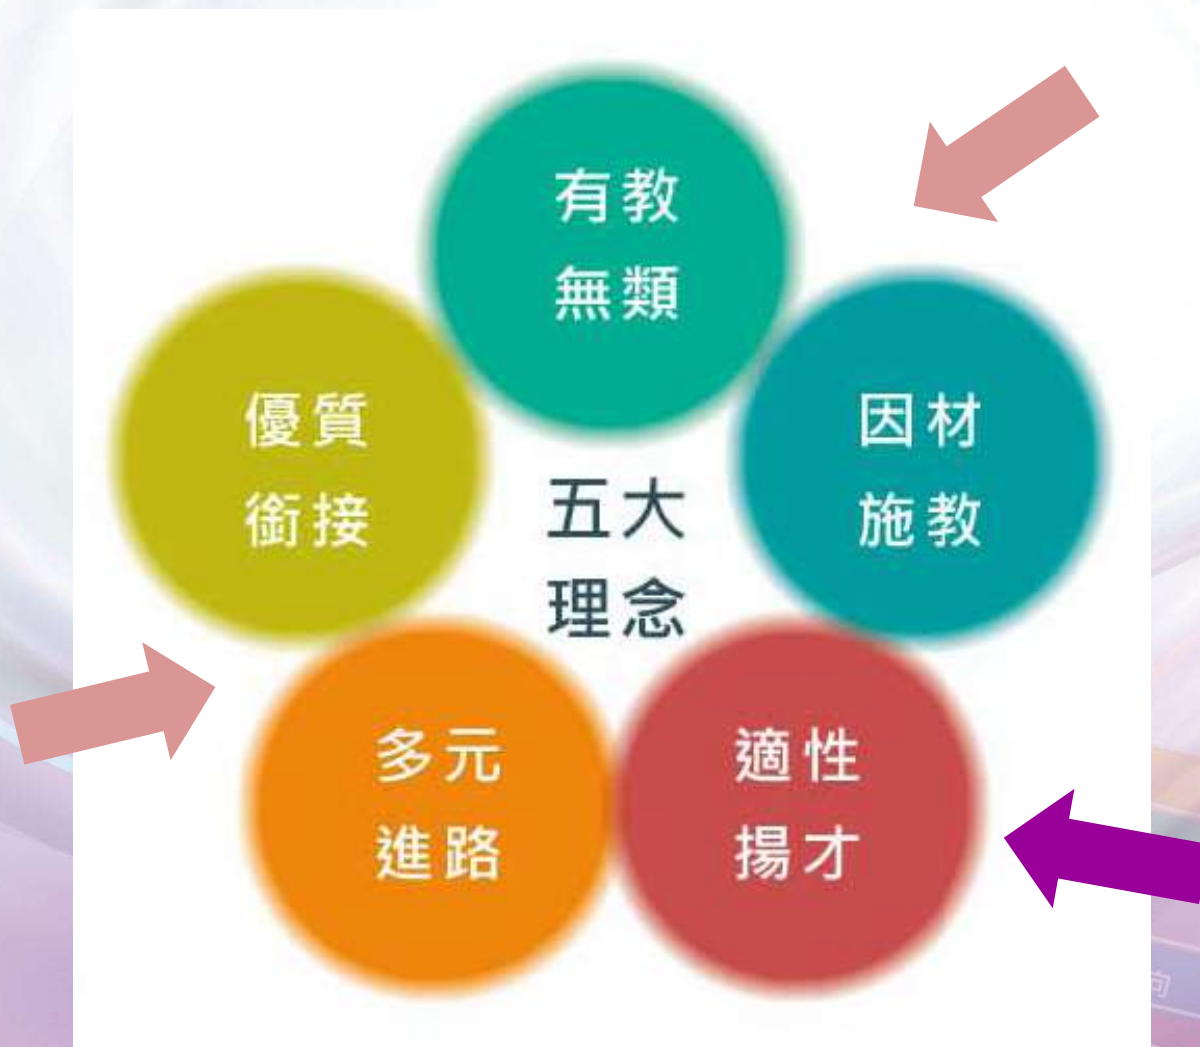 有教
無類
因材
施教
適性
揚才
多元
進路
優質
銜接
五大
理念
向